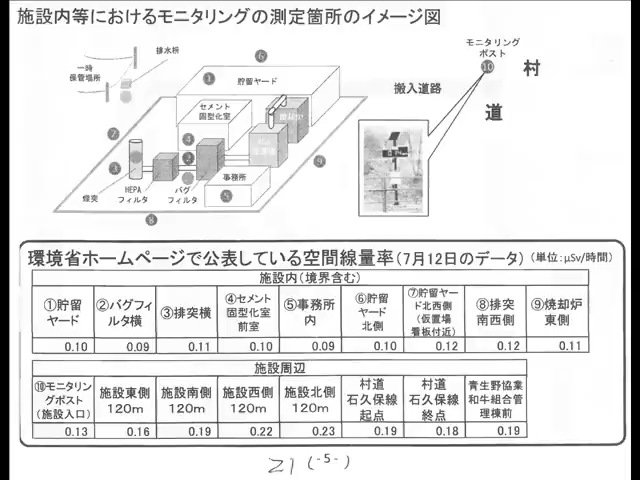 施設内等におけるモニタリングの測定箇所のイメージ図
排水桝
一時
保管場所
⑥
モニタリング
ポスト
⑩
村
道
搬入道路
①
貯留ヤード
セメント
固型化室
⑦
④
③
②
⑨
煙突
HEPA
フィルタ
バグ
フィルタ
事務所
⑤
⑧
環境省ホームページで公表している空間線量率(7月12日のデータ) (単位:μSv/時間)
施設内(境界含む)
①貯留ヤード ②バグフィルタ横 ③排突横 ④セメント固型化室前室 ⑤事務所内 ⑥貯留ヤード北側 ⑦貯留ヤード北西側(仮置場看板付近) ⑧排突南西側 ⑨焼却炉東側
0.10 0.09 0.11 0.10 0.09 0.10 0.12 0.12 0.11
施設周辺
⑩モニタリングポスト(施設入口) 施設東側120m 施設南側120m 施設西側120m 施設北側120m 村道石久保線起点 村道石久保線終点 青生野協業和牛組合管理棟前
0.13 0.16 0.19 0.22 0.23 0.19 0.18 0.19
21 (-5-)